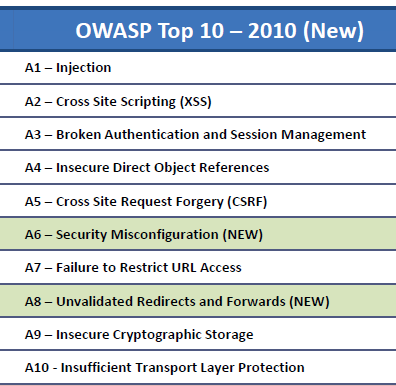 OWASP Top 10 – 2010 (New)
A1 – Injection
A2 – Cross Site Scripting (XSS)
A3 – Broken Authentication and Session Management
A4 – Insecure Direct Object References
A5 – Cross Site Request Forgery (CSRF)
A6 – Security Misconfiguration (NEW)
A7 – Failure to Restrict URL Access
A8 – Unvalidated Redirects and Forwards (NEW)
A9 – Insecure Cryptographic Storage
A10 - Insufficient Transport Layer Protection